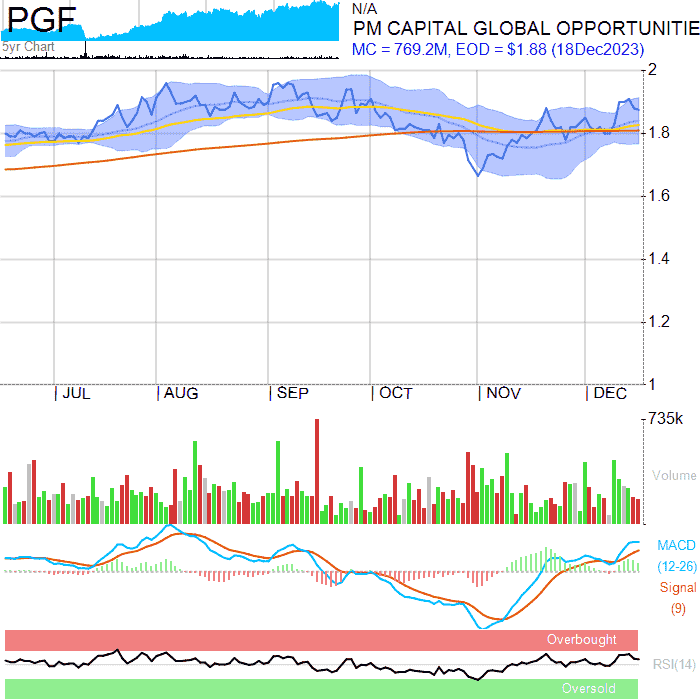 PGF
5yr Chart
N/A
PM CAPITAL GLOBAL OPPORTUNITIE
MC = 769.2M, EOD = $1.88 (18Dec2023)
2
1.8
1.6
1.4
1.2
1
JUL AUG SEP OCT NOV DEC
735k
Volume
MACD
(12-26)
Signal
(9)
Overbought
RSI(14)
Oversold